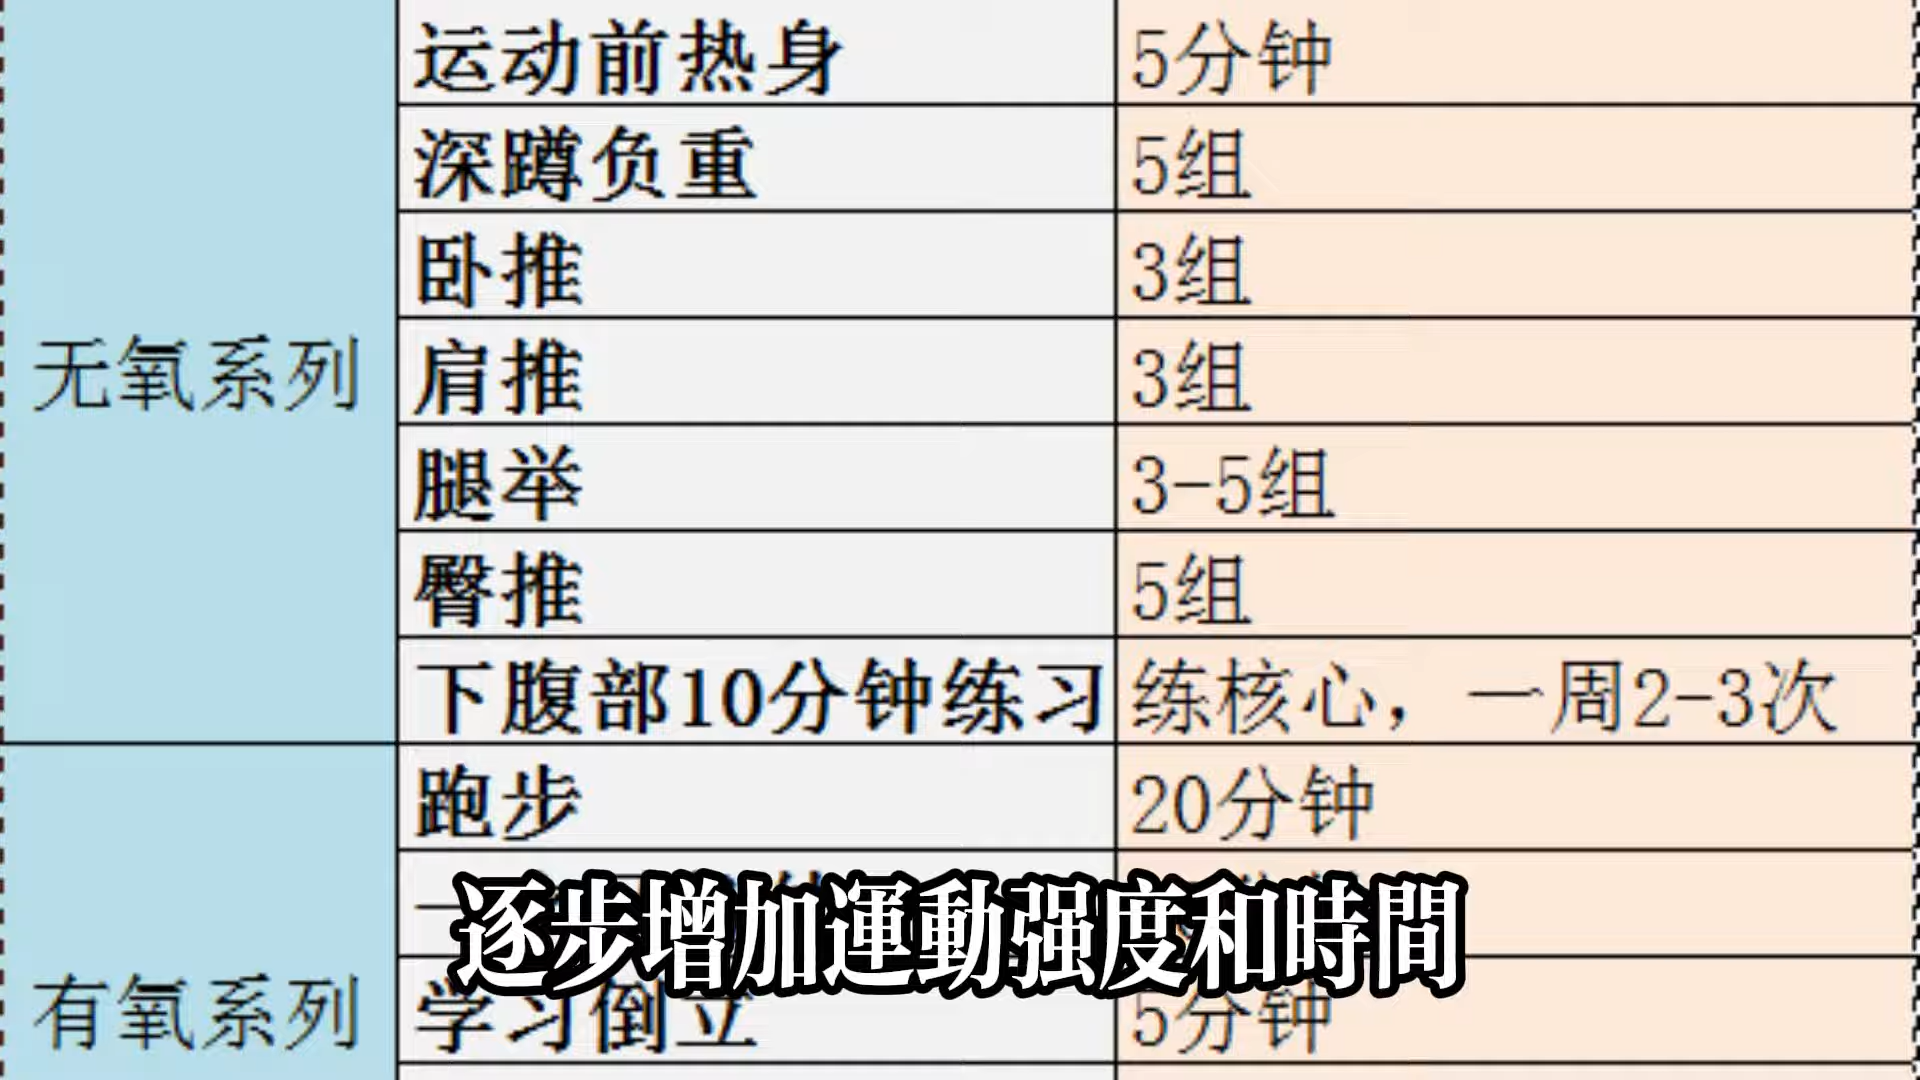 运动前热身 5分钟
深蹲负重 5组
卧推 3组
无氧系列 肩推 3组
腿举 3-5组
臀推 5组
下腹部10分钟练习 练核心，一周2-3次
跑步 20分钟
逐步增加運動强度和時間
有氧系列 学习倒立 5分钟